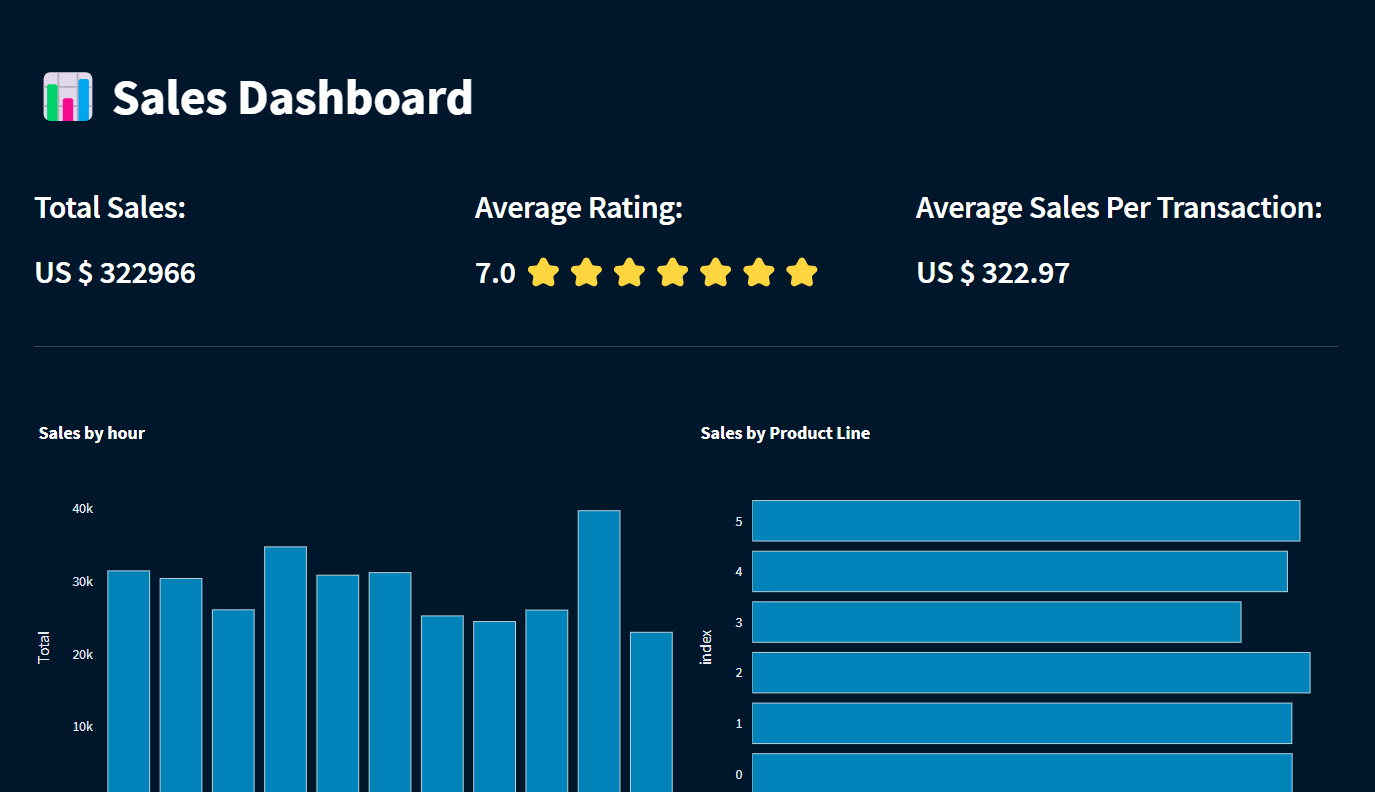 Sales Dashboard
Total Sales:
US $ 322966
Average Rating:
7.0
Average Sales Per Transaction:
US $ 322.97
Sales by hour
40k
30k
20k
10k
Total
Sales by Product Line
5
4
3
2
1
0
index